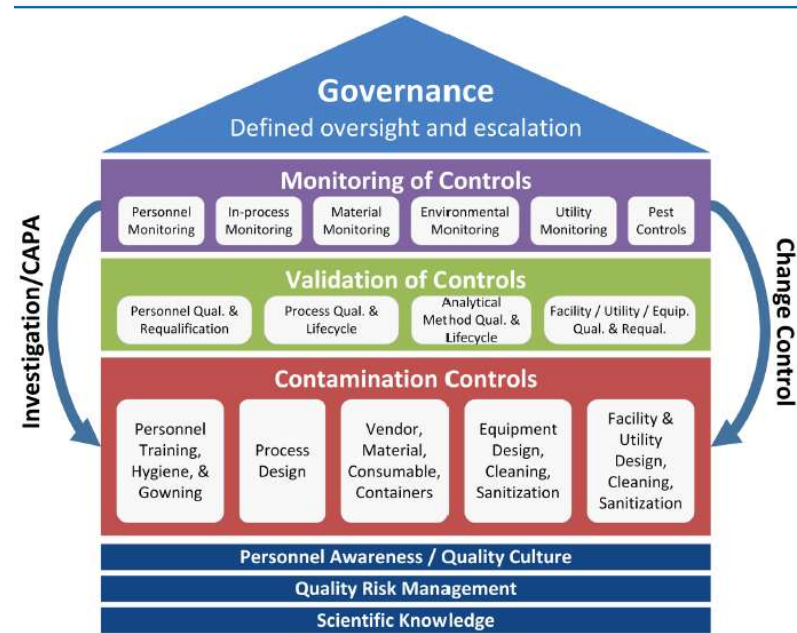 Governance
Defined oversight and escalation
Monitoring of Controls
Personnel
Monitoring
In-process
Monitoring
Material
Monitoring
Environmental
Monitoring
Utility
Monitoring
Pest
Controls
Validation of Controls
Personnel Qual. &
Requalification
Process Qual. &
Lifecycle
Analytical
Method Qual. &
Lifecycle
Facility / Utility / Equip.
Qual. & Requal.
Contamination Controls
Personnel
Training,
Hygiene, &
Gowning
Process
Design
Vendor,
Material,
Consumable,
Containers
Equipment
Design,
Cleaning,
Sanitization
Facility &
Utility
Design,
Cleaning,
Sanitization
Investigation/CAPA
Change Control
Personnel Awareness / Quality Culture
Quality Risk Management
Scientific Knowledge